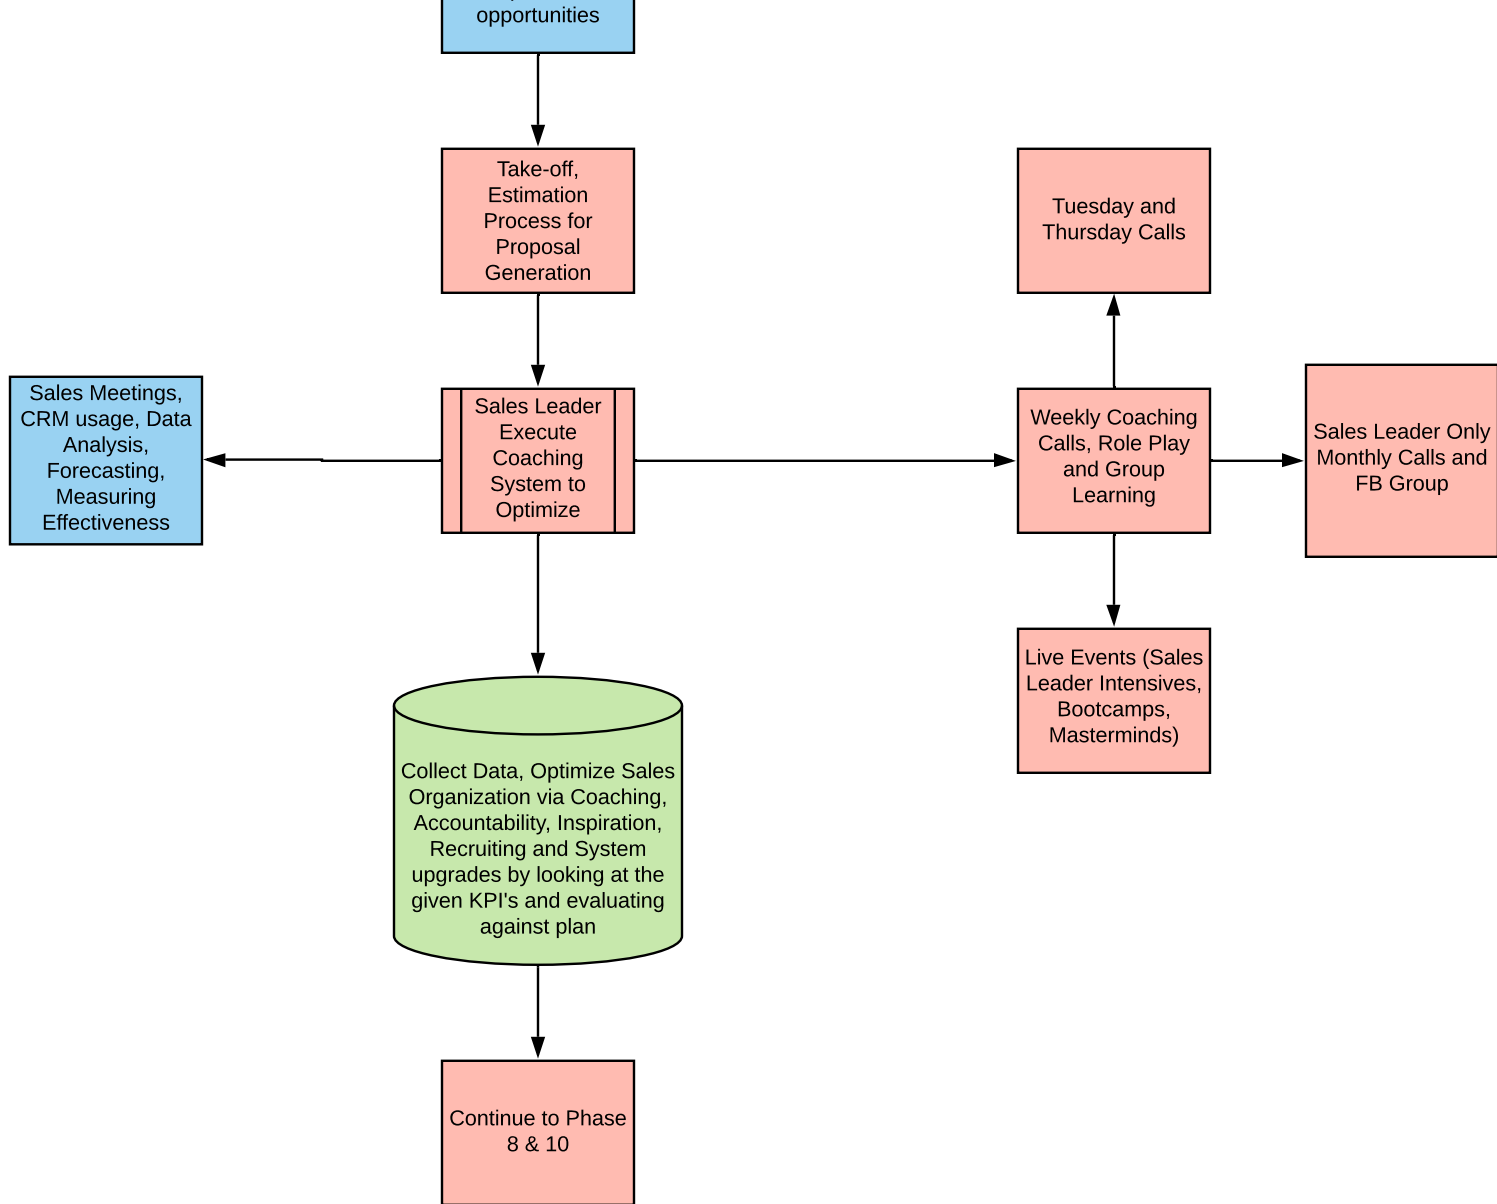 opportunities
Take-off,
Estimation
Process for
Proposal
Generation
Tuesday and
Thursday Calls
Sales Meetings,
CRM usage, Data
Analysis,
Forecasting,
Measuring
Effectiveness
Sales Leader
Execute
Coaching
System to
Optimize
Weekly Coaching
Calls, Role Play
and Group
Learning
Sales Leader Only
Monthly Calls and
FB Group
Live Events (Sales
Leader Intensives,
Bootcamps,
Masterminds)
Collect Data, Optimize Sales
Organization via Coaching,
Accountability, Inspiration,
Recruiting and System
upgrades by looking at the
given KPI's and evaluating
against plan
Continue to Phase
8 & 10